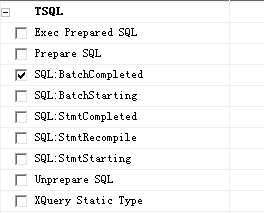 TSQL
Exec Prepared SQL
Prepare SQL
SQL:BatchCompleted
SQL:BatchStarting
SQL:StmtCompleted
SQL:StmtRecompile
SQL:StmtStarting
Unprepare SQL
XQuery Static Type